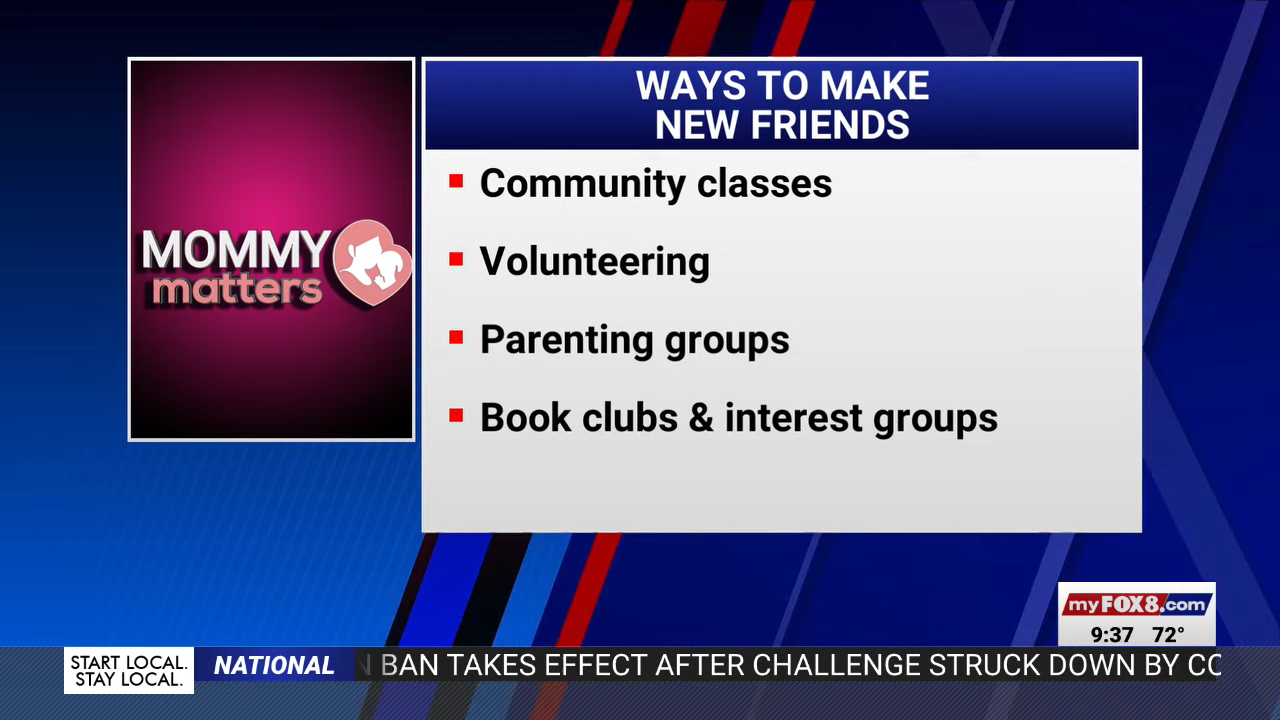 WAYS TO MAKE
NEW FRIENDS
MOMMY
matters
Community classes
Volunteering
Parenting groups
Book clubs & interest groups
myFOX8.com
9:37 72°
START LOCAL.
STAY LOCAL.
NATIONAL
BAN TAKES EFFECT AFTER CHALLENGE STRUCK DOWN BY